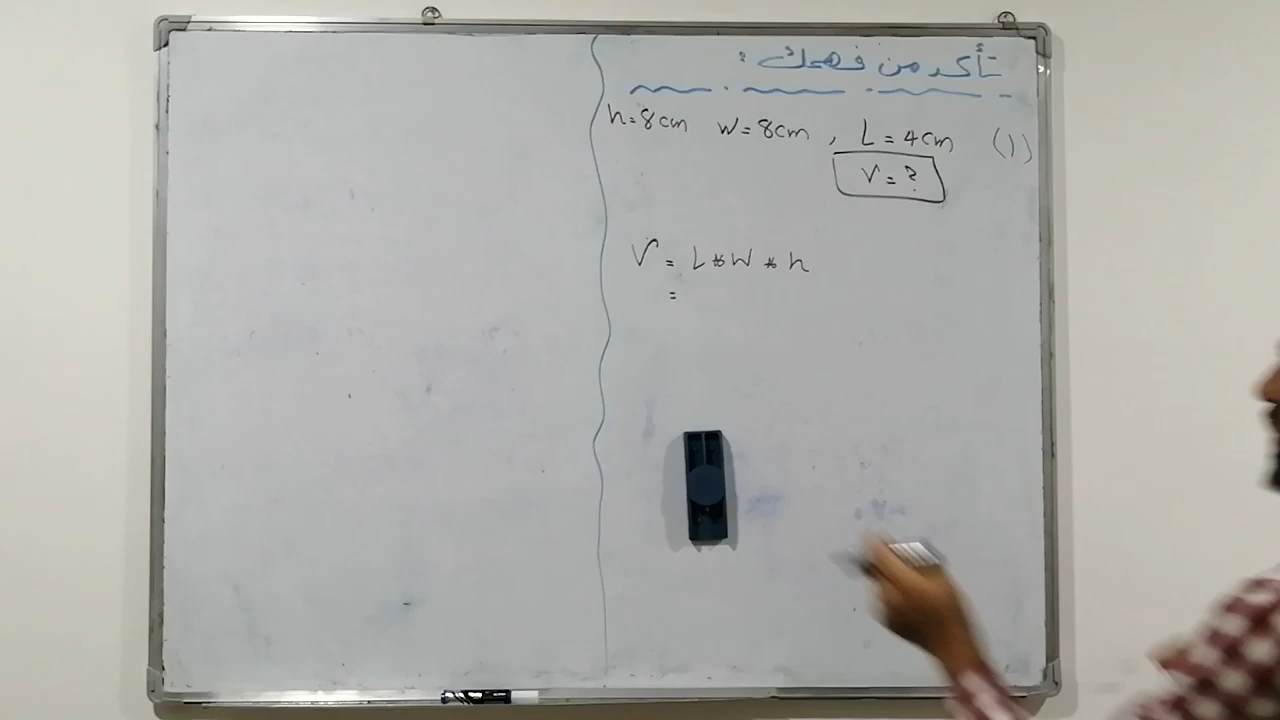 تأكد من فهمك :
(1) L = 4cm , W = 8cm h = 8cm
V = ?
V = L * W * h
=